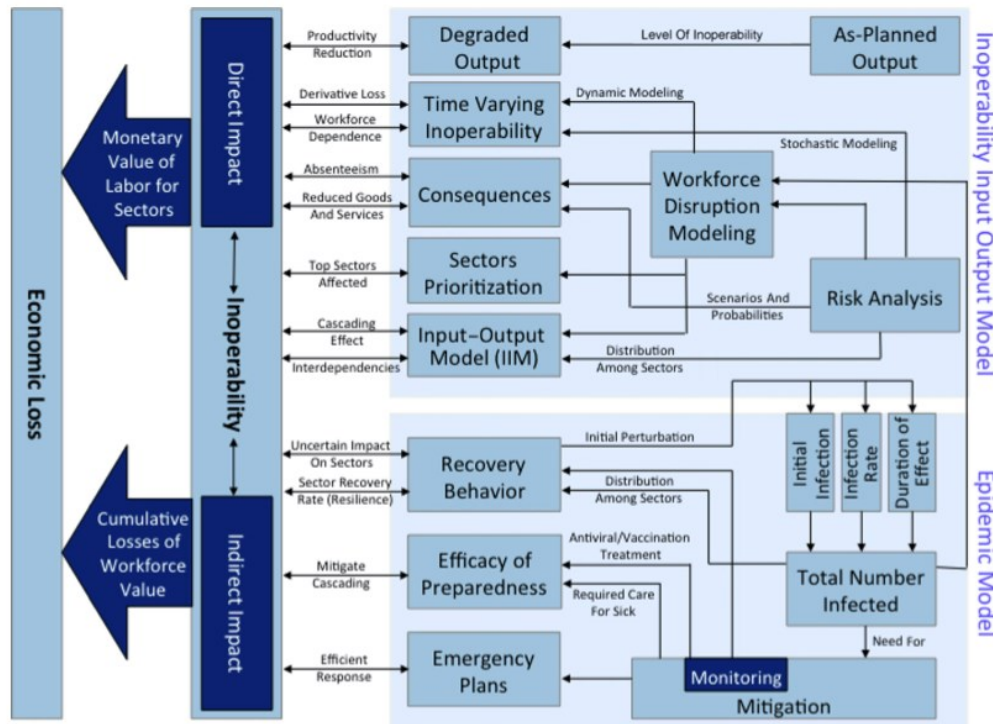 Economic Loss
Monetary
Value of
Labor for
Sectors
Cumulative
Losses of
Workforce
Value
Direct Impact
Inoperability
Indirect Impact
Productivity
Reduction
Derivative Loss
Workforce
Dependence
Absenteeism
Reduced Goods
And Services
Top Sectors
Affected
Cascading
Effect
Interdependencies
Uncertain Impact
On Sectors
Sector Recovery
Rate (Resilience)
Mitigate
Cascading
Efficient
Response
Degraded
Output
Time Varying
Inoperability
Consequences
Sectors
Prioritization
Input–Output
Model (IIM)
Level Of Inoperability
As-Planned
Output
Dynamic Modeling
Stochastic Modeling
Workforce
Disruption
Modeling
Scenarios And
Probabilities
Risk Analysis
Distribution
Among Sectors
Inoperability Input Output Model
Recovery
Behavior
Efficacy of
Preparedness
Emergency
Plans
Initial Perturbation
Distribution
Among Sectors
Antiviral/Vaccination
Treatment
Required Care
For Sick
Initial
Infection
Infection
Rate
Duration of
Effect
Total Number
Infected
Need For
Monitoring
Mitigation
Epidemic Model